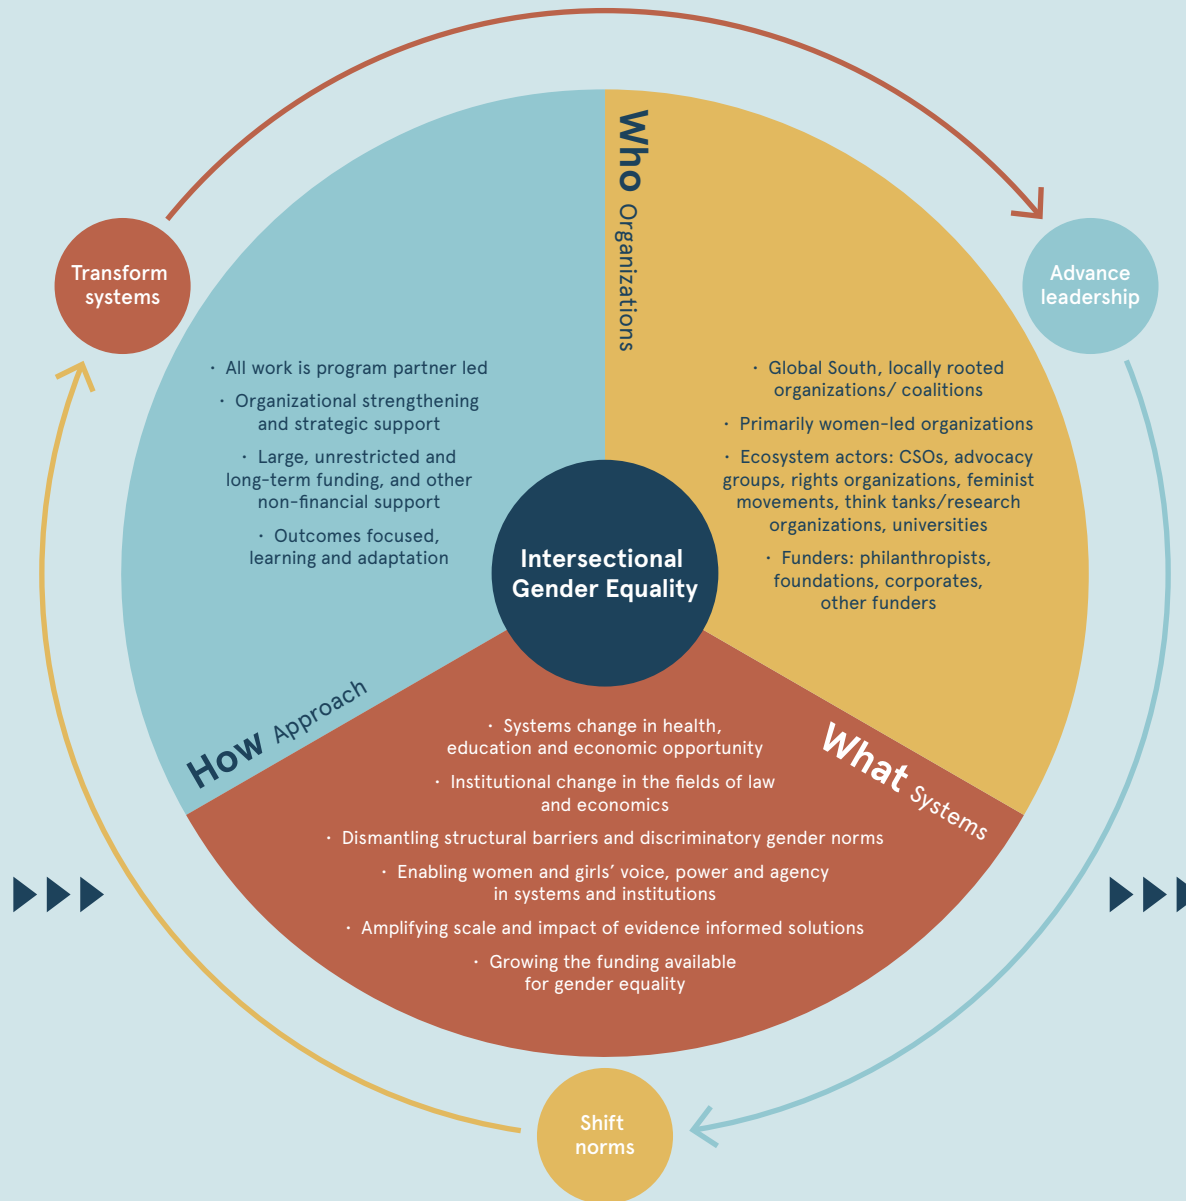 Transform
systems
Advance
leadership
Who Organizations
· All work is program partner led
· Organizational strengthening
and strategic support
· Large, unrestricted and
long-term funding, and other
non-financial support
· Outcomes focused,
learning and adaptation
· Global South, locally rooted
organizations/ coalitions
· Primarily women-led organizations
· Ecosystem actors: CSOs, advocacy
groups, rights organizations, feminist
movements, think tanks/research
organizations, universities
· Funders: philanthropists,
foundations, corporates,
other funders
Intersectional
Gender Equality
How Approach
What Systems
· Systems change in health,
education and economic opportunity
· Institutional change in the fields of law
and economics
· Dismantling structural barriers and discriminatory gender norms
· Enabling women and girls’ voice, power and agency
in systems and institutions
· Amplifying scale and impact of evidence informed solutions
· Growing the funding available
for gender equality
Shift
norms